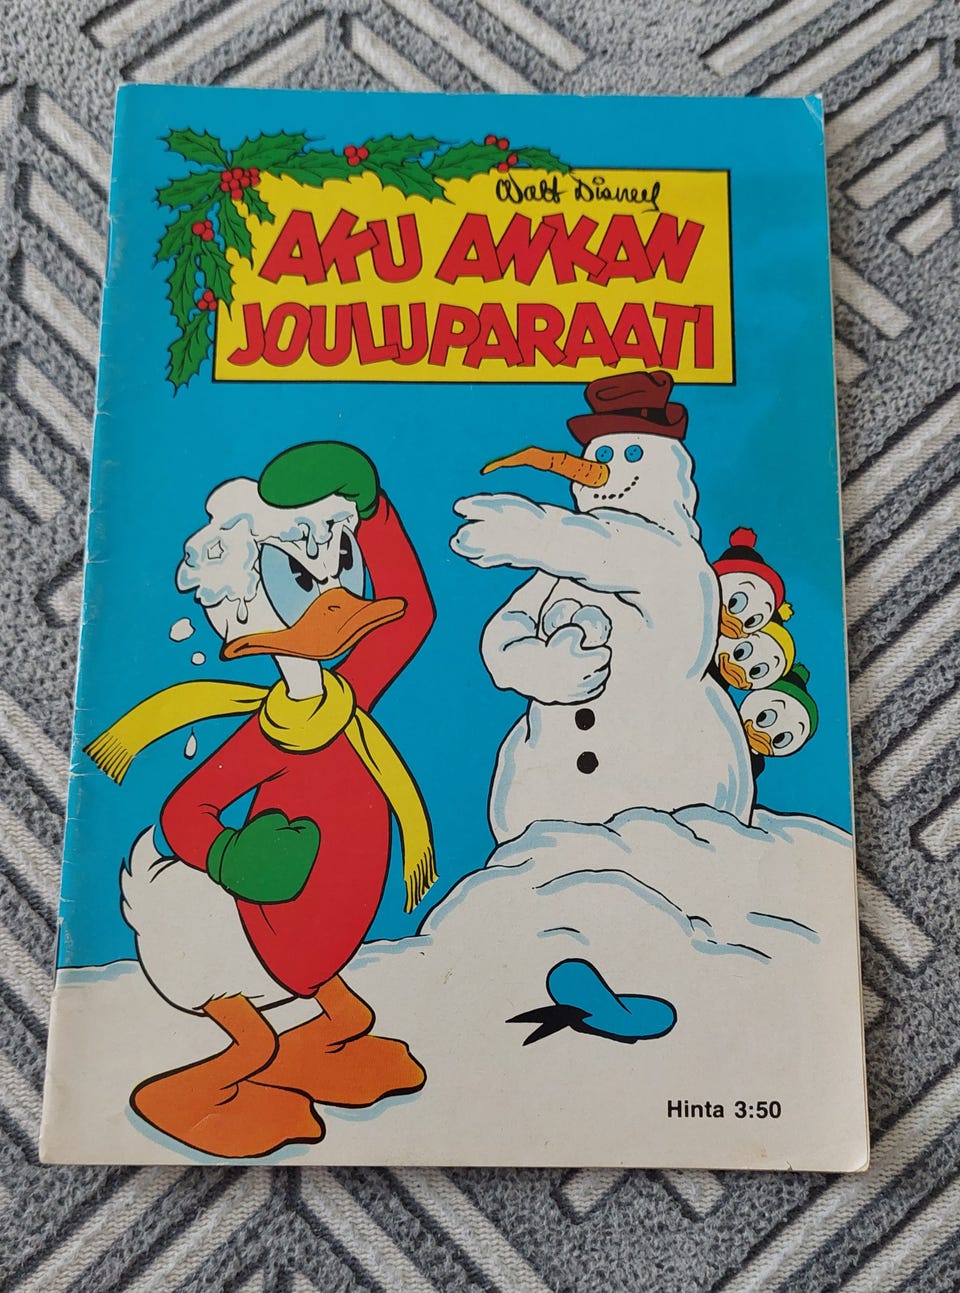 Walt Disney
AKU ANKAN
JOULUPARAATI
Hinta 3:50